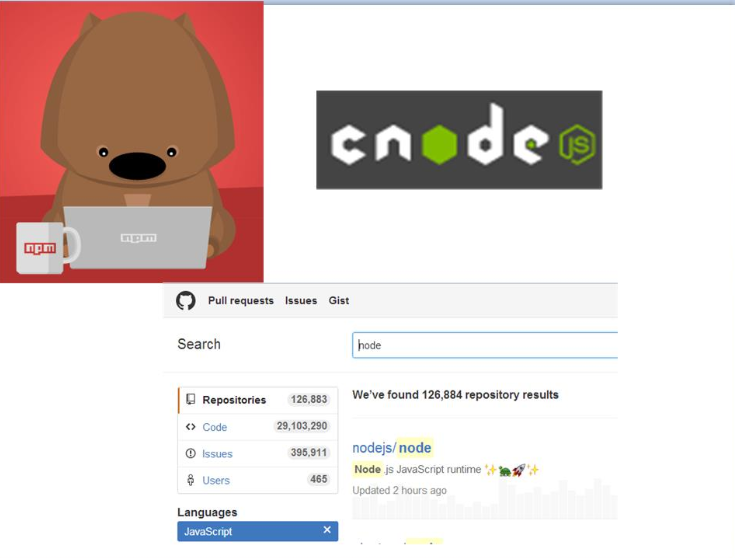 npm
npm
cnode JS
Pull requests Issues Gist
Search
node
Repositories 126,883
We've found 126,884 repository results
Code 29,103,290
Issues 395,911
Users 465
nodejs/node
Node.js JavaScript runtime ✨🐢🚀✨
Updated 2 hours ago
Languages
JavaScript ×